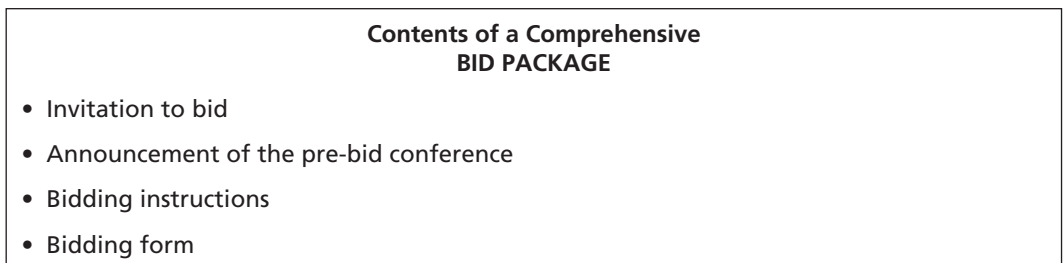 Contents of a Comprehensive
BID PACKAGE
• Invitation to bid
• Announcement of the pre-bid conference
• Bidding instructions
• Bidding form